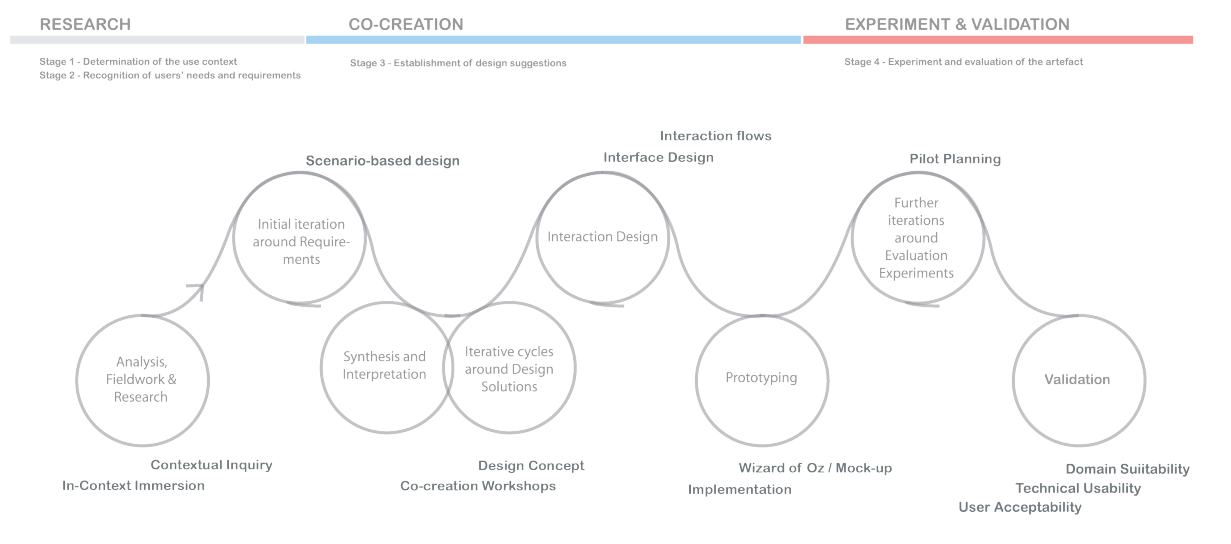 RESEARCH
CO-CREATION
EXPERIMENT & VALIDATION
Stage 1 - Determination of the use context
Stage 2 - Recognition of users' needs and requirements
Stage 3 - Establishment of design suggestions
Stage 4 - Experiment and evaluation of the artefact
Scenario-based design
Interaction flows
Interface Design
Pilot Planning
Initial iteration
around Require-
ments
Interaction Design
Further
iterations
around
Evaluation
Experiments
Analysis,
Fieldwork &
Research
Synthesis and
Interpretation
Iterative cycles
around Design
Solutions
Prototyping
Validation
Contextual Inquiry
In-Context Immersion
Design Concept
Co-creation Workshops
Wizard of Oz / Mock-up
Implementation
Domain Suiitability
Technical Usability
User Acceptability